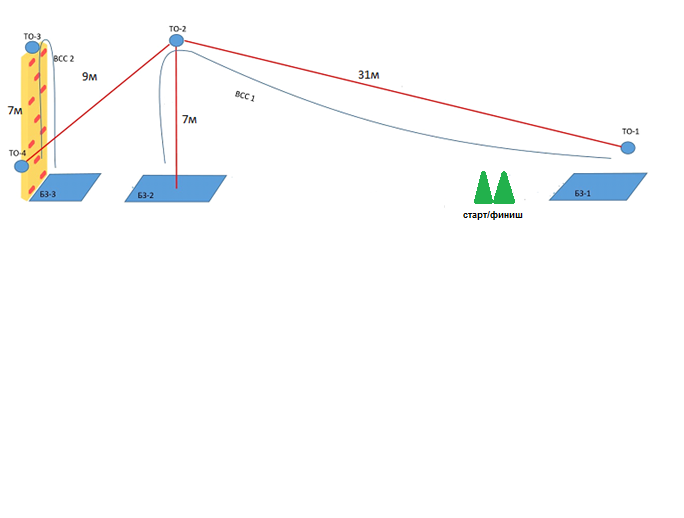 ТО-3
ТО-2
ВСС 2
9м
31м
ВСС 1
7м
7м
ТО-1
ТО-4
БЗ-3
БЗ-2
БЗ-1
старт/финиш